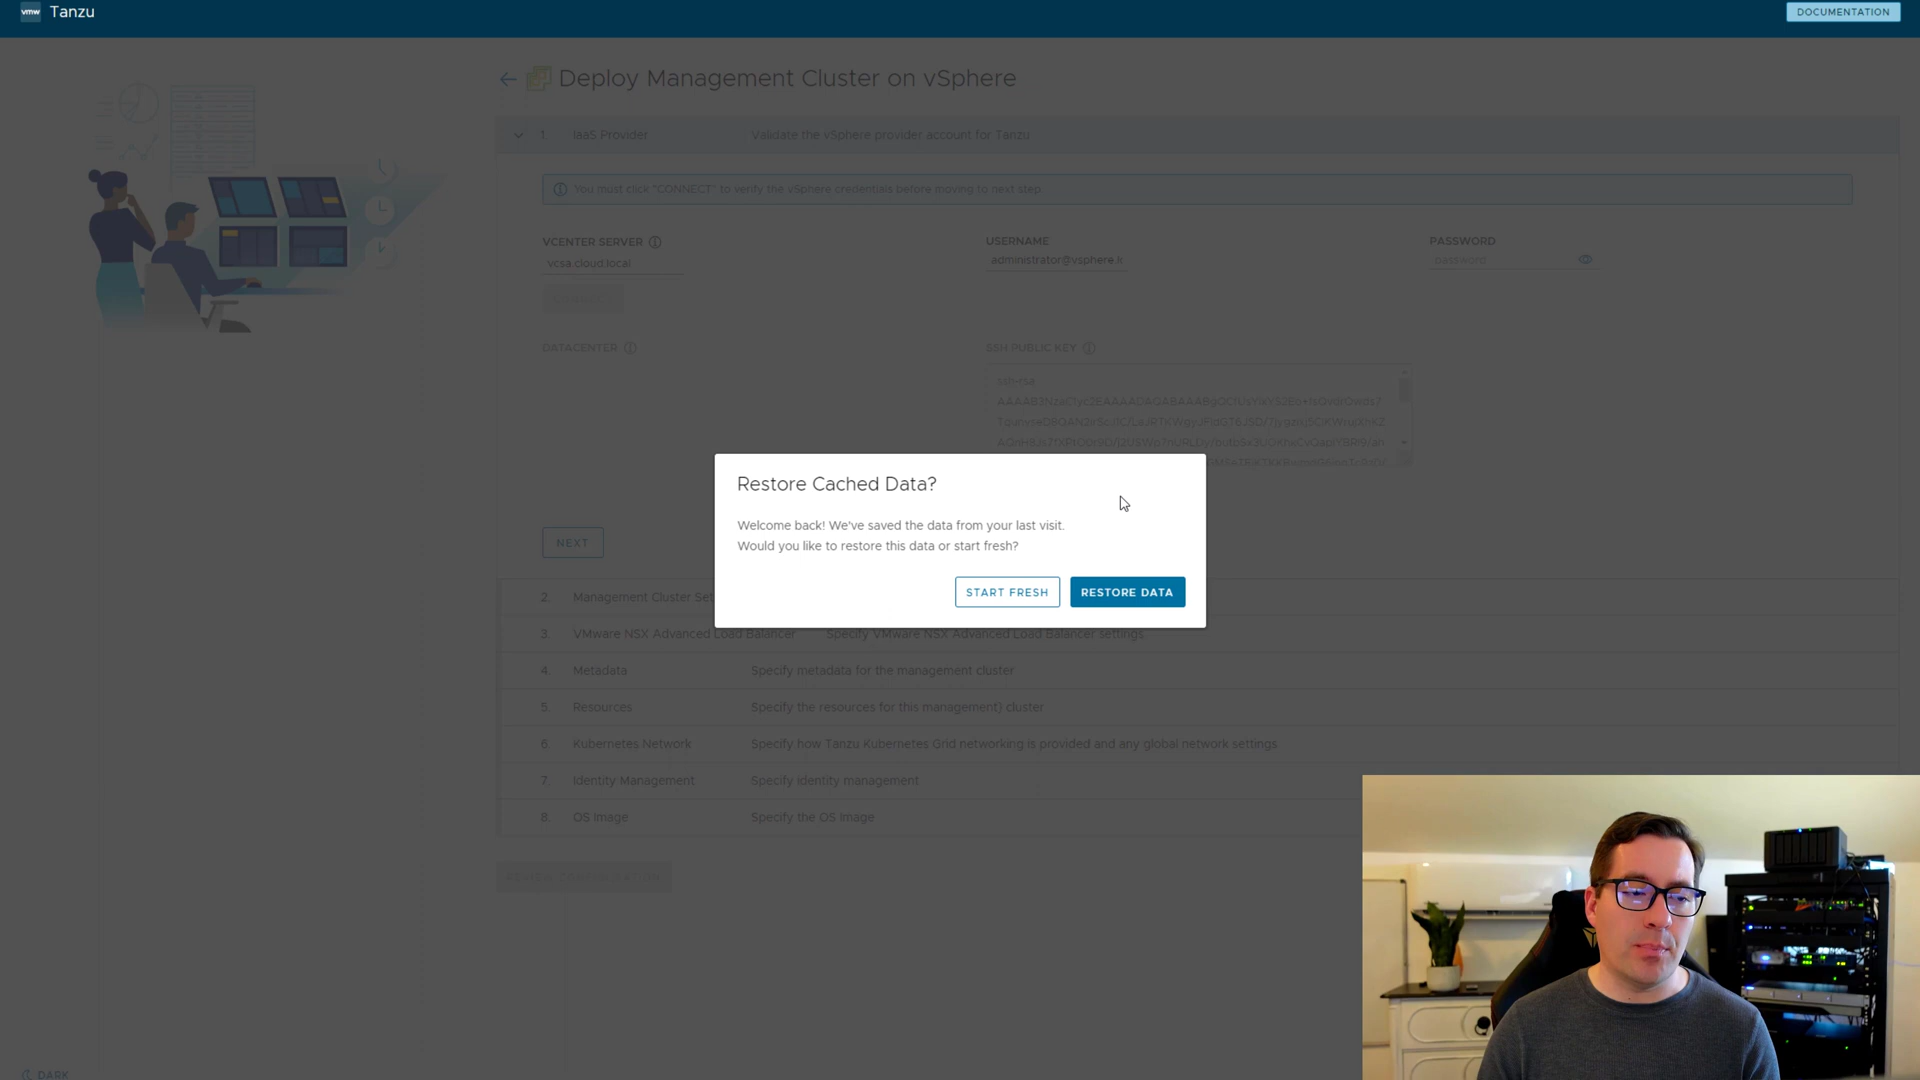 vmw Tanzu
DOCUMENTATION
Deploy Management Cluster on vSphere
1. IaaS Provider Validate the vSphere provider account for Tanzu
You must click "CONNECT" to verify the vSphere credentials before moving to next step.
VCENTER SERVER
USERNAME
PASSWORD
vcsa.cloud.local
administrator@vsphere.lc
password
DATACENTER
SSH PUBLIC KEY
ssh-rsa
Restore Cached Data?
Welcome back! We've saved the data from your last visit.
Would you like to restore this data or start fresh?
START FRESH
RESTORE DATA
NEXT
2. Management Cluster Set
3. VMware NSX Advanced Load Balancer Specify VMware NSX Advanced Load Balancer settings.
4. Metadata Specify metadata for the management cluster
5. Resources Specify the resources for this management) cluster
6. Kubernetes Network Specify how Tanzu Kubernetes Grid networking is provided and any global network settings
7. Identity Management Specify identity management
8. OS Image Specify the OS Image
REVIEW CONFIGURATION
DARK